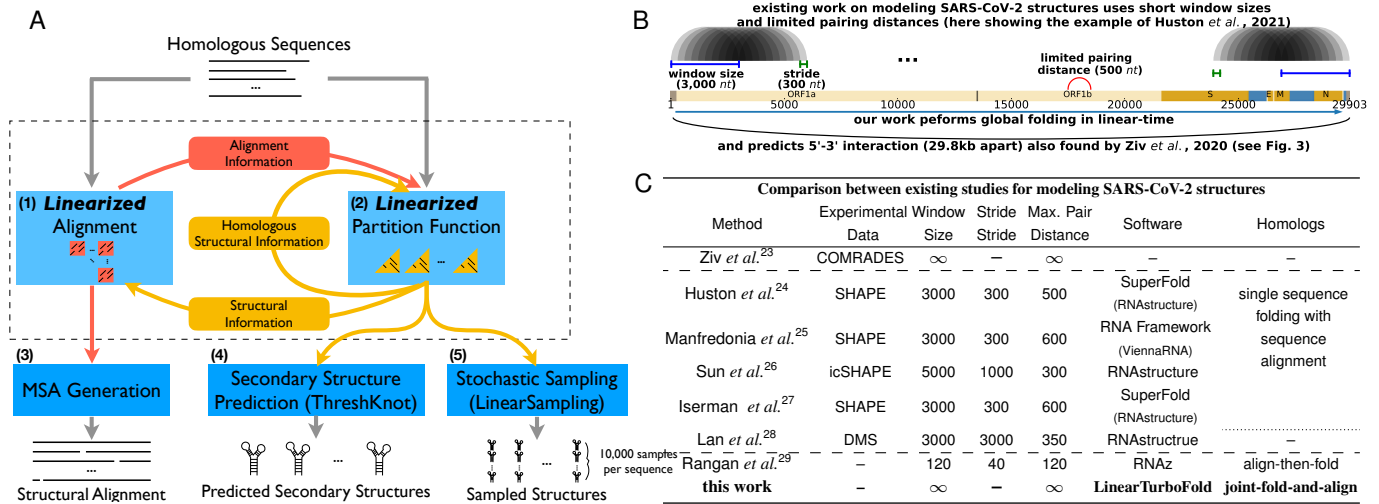 A
Homologous Sequences
...
Alignment
Information
(1) Linearized
Alignment
...
Homologous
Structural Information
(2) Linearized
Partition Function
...
Structural
Information
(3)
MSA Generation
(4)
Secondary Structure
Prediction (ThreshKnot)
(5)
Stochastic Sampling
(LinearSampling)
...
Structural Alignment
...
Predicted Secondary Structures
...
10,000 samples
per sequence
Sampled Structures
B
existing work on modeling SARS-CoV-2 structures uses short window sizes
and limited pairing distances (here showing the example of Huston et al., 2021)
...
window size
(3,000 nt)
stride
(300 nt)
limited pairing
distance (500 nt)
ORF1a ORF1b S E M N
1 5000 10000 15000 20000 25000 29903
our work peforms global folding in linear-time
and predicts 5'-3' interaction (29.8kb apart) also found by Ziv et al., 2020 (see Fig. 3)
C
Comparison between existing studies for modeling SARS-CoV-2 structures
Method Experimental Data Window Size Stride Stride Max. Pair Distance Software Homologs
Ziv et al.23 COMRADES ∞ – ∞ – –
Huston et al.24 SHAPE 3000 300 500 SuperFold (RNAstructure)
single sequence
folding with
sequence
alignment
Manfredonia et al.25 SHAPE 3000 300 600 RNA Framework (ViennaRNA)
Sun et al.26 icSHAPE 5000 1000 300 RNAstructure
Iserman et al.27 SHAPE 3000 300 600 SuperFold (RNAstructure)
Lan et al.28 DMS 3000 3000 350 RNAstructrue –
Rangan et al.29 – 120 40 120 RNAz align-then-fold
this work – ∞ – ∞ LinearTurboFold joint-fold-and-align